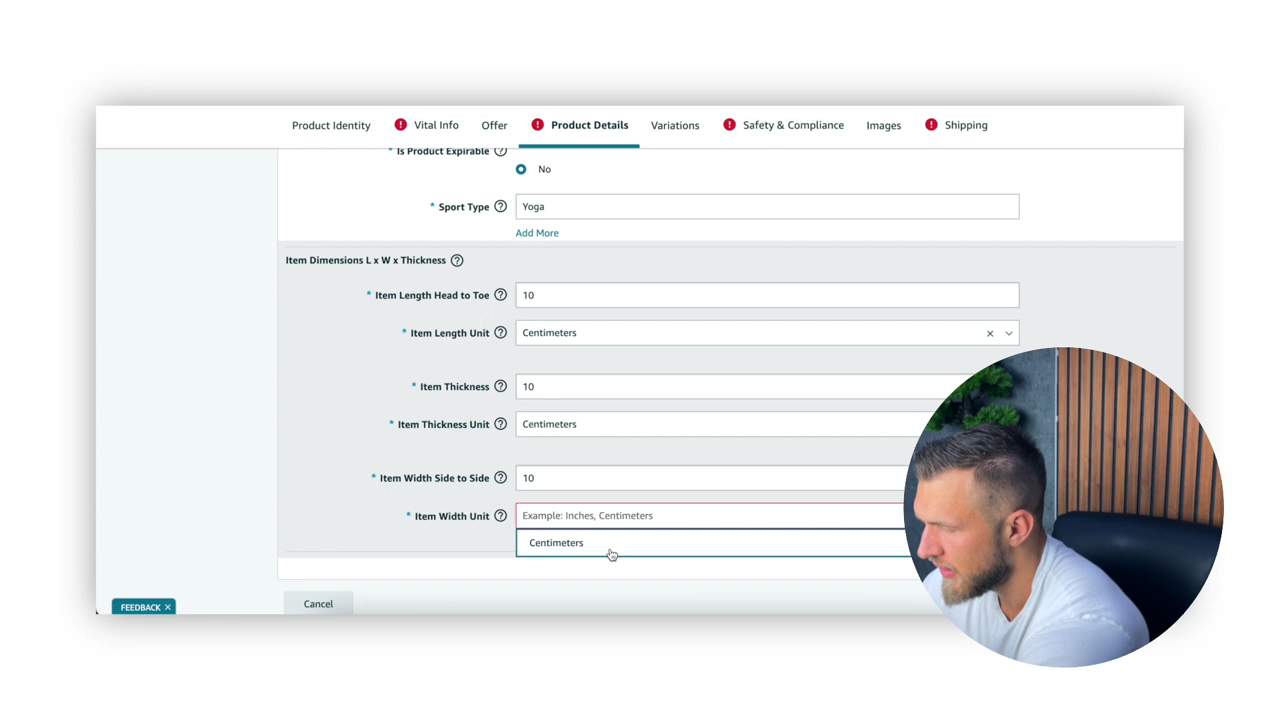 Product Identity
Vital Info
Offer
Product Details
Variations
Safety & Compliance
Images
Shipping
* Is Product Expirable
No
* Sport Type
Yoga
Add More
Item Dimensions L x W x Thickness
* Item Length Head to Toe
10
* Item Length Unit
Centimeters
* Item Thickness
10
* Item Thickness Unit
Centimeters
* Item Width Side to Side
10
* Item Width Unit
Example: Inches, Centimeters
Centimeters
Cancel
FEEDBACK